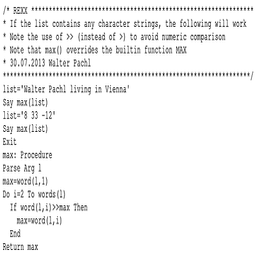 /* REXX ***************************************************************
* If the list contains any character strings, the following will work
* Note the use of >> (instead of >) to avoid numeric comparison
* Note that max() overrides the builtin function MAX
* 30.07.2013 Walter Pachl
**********************************************************************/
list='Walter Pachl living in Vienna'
Say max(list)
list='8 33 -12'
Say max(list)
Exit
max: Procedure
Parse Arg l
max=word(l,1)
Do i=2 To words(l)
If word(l,i)>>max Then
max=word(l,i)
End
Return max